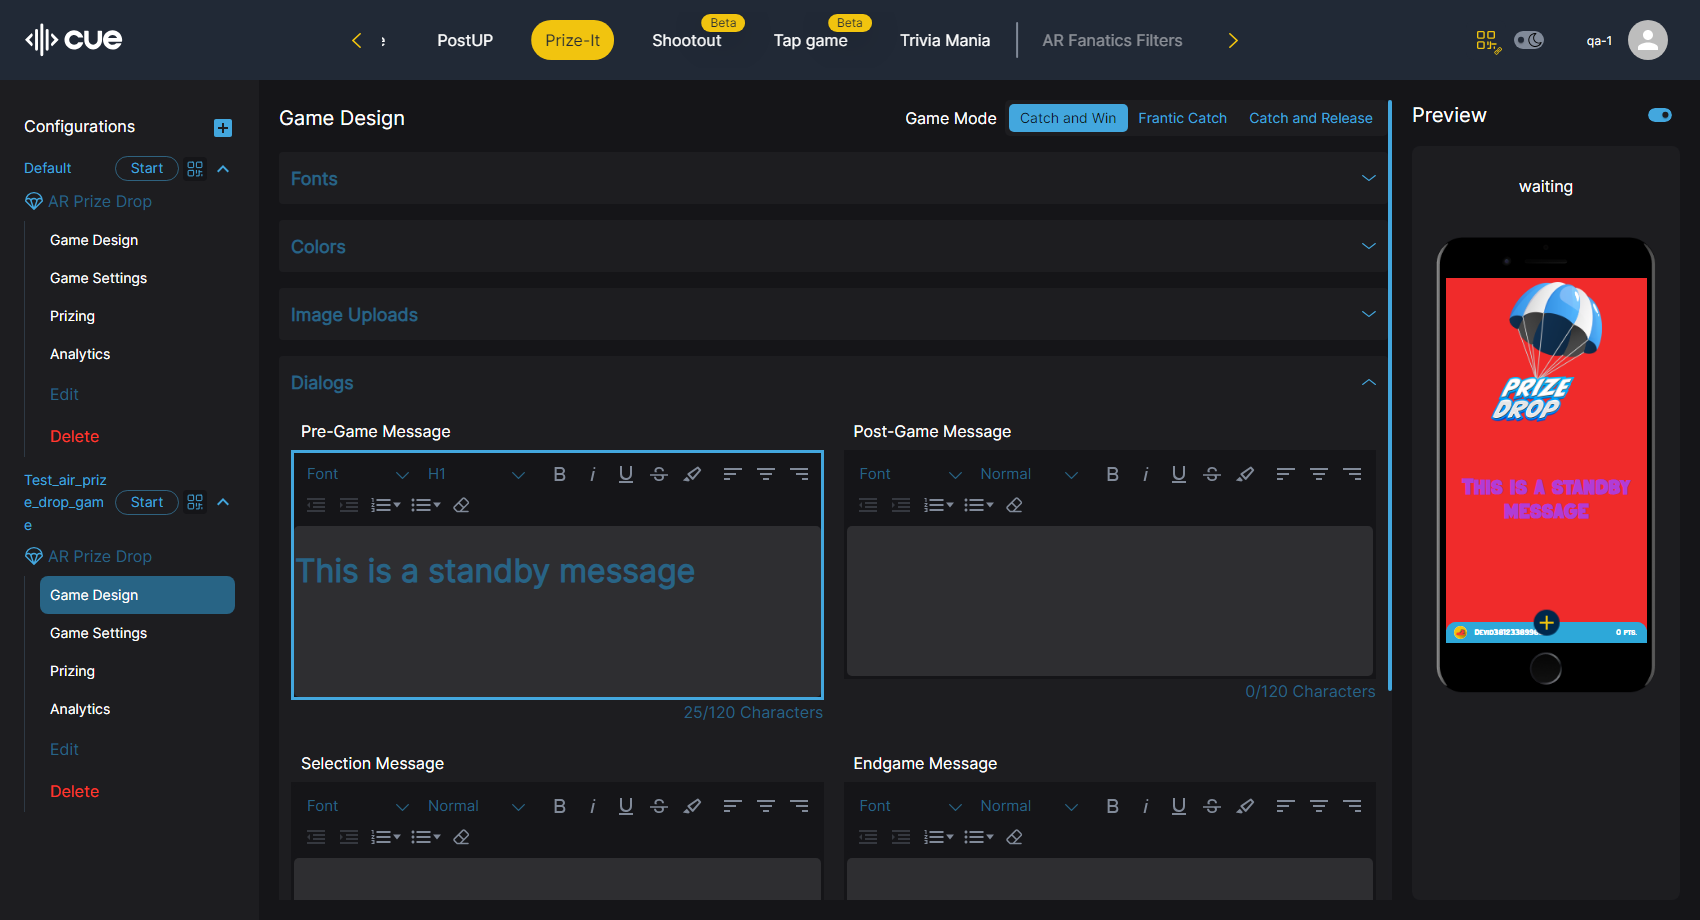 cue
PostUP
Prize-It
Shootout
Beta
Tap game
Beta
Trivia Mania
AR Fanatics Filters
qa-1
Configurations
Default
Start
AR Prize Drop
Game Design
Game Settings
Prizing
Analytics
Edit
Delete
Test_air_priz
e_drop_gam
e
Start
AR Prize Drop
Game Design
Game Settings
Prizing
Analytics
Edit
Delete
Game Design
Game Mode
Catch and Win
Frantic Catch
Catch and Release
Fonts
Colors
Image Uploads
Dialogs
Pre-Game Message
Font
H1
This is a standby message
25/120 Characters
Post-Game Message
Font
Normal
0/120 Characters
Selection Message
Font
Normal
Endgame Message
Font
Normal
Preview
waiting
PRIZE
DROP
THIS IS A STANDBY
MESSAGE
0 PTS.